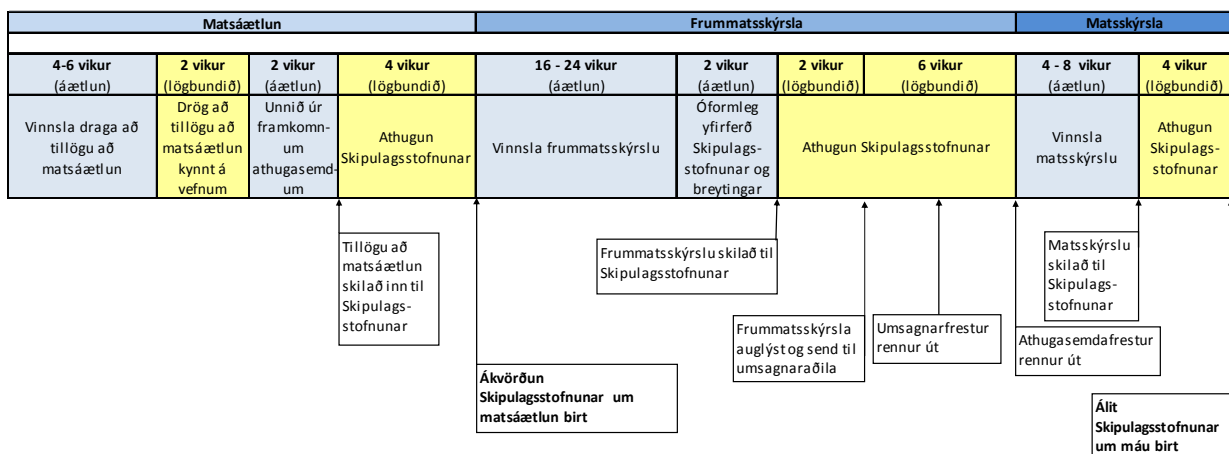 Matsáætlun
Frummatsskýrsla
Matsskýrsla
4-6 vikur
(áætlun)
2 vikur
(lögbundið)
2 vikur
(áætlun)
4 vikur
(lögbundið)
16 - 24 vikur
(áætlun)
2 vikur
(áætlun)
2 vikur
(lögbundið)
6 vikur
(lögbundið)
4 - 8 vikur
(áætlun)
4 vikur
(lögbundið)
Vinnsla draga að
tillögu að
matsáætlun
Drög að
tillögu að
matsáætlun
kynnt á
vefnum
Unnið úr
framkomn-
um
athugasemd-
um
Athugun
Skipulagsstofnunar
Vinnsla frummatsskýrslu
Óformleg
yfirferð
Skipulags-
stofnunar og
breytingar
Athugun Skipulagsstofnunar
Vinnsla
matsskýrslu
Athugun
Skipulags-
stofnunar
Tillögu að
matsáætlun
skilað inn til
Skipulags-
stofnunar
Ákvörðun
Skipulagsstofnunar um
matsáætlun birt
Frummatsskýrslu skilað til
Skipulagsstofnunar
Frummatsskýrsla
auglýst og send til
umsagnaraðila
Umsagnarfrestur
rennur út
Matsskýrslu
skilað til
Skipulags-
stofnunar
Athugasemdafrestur
rennur út
Álit
Skipulagsstofnunar
um máu birt